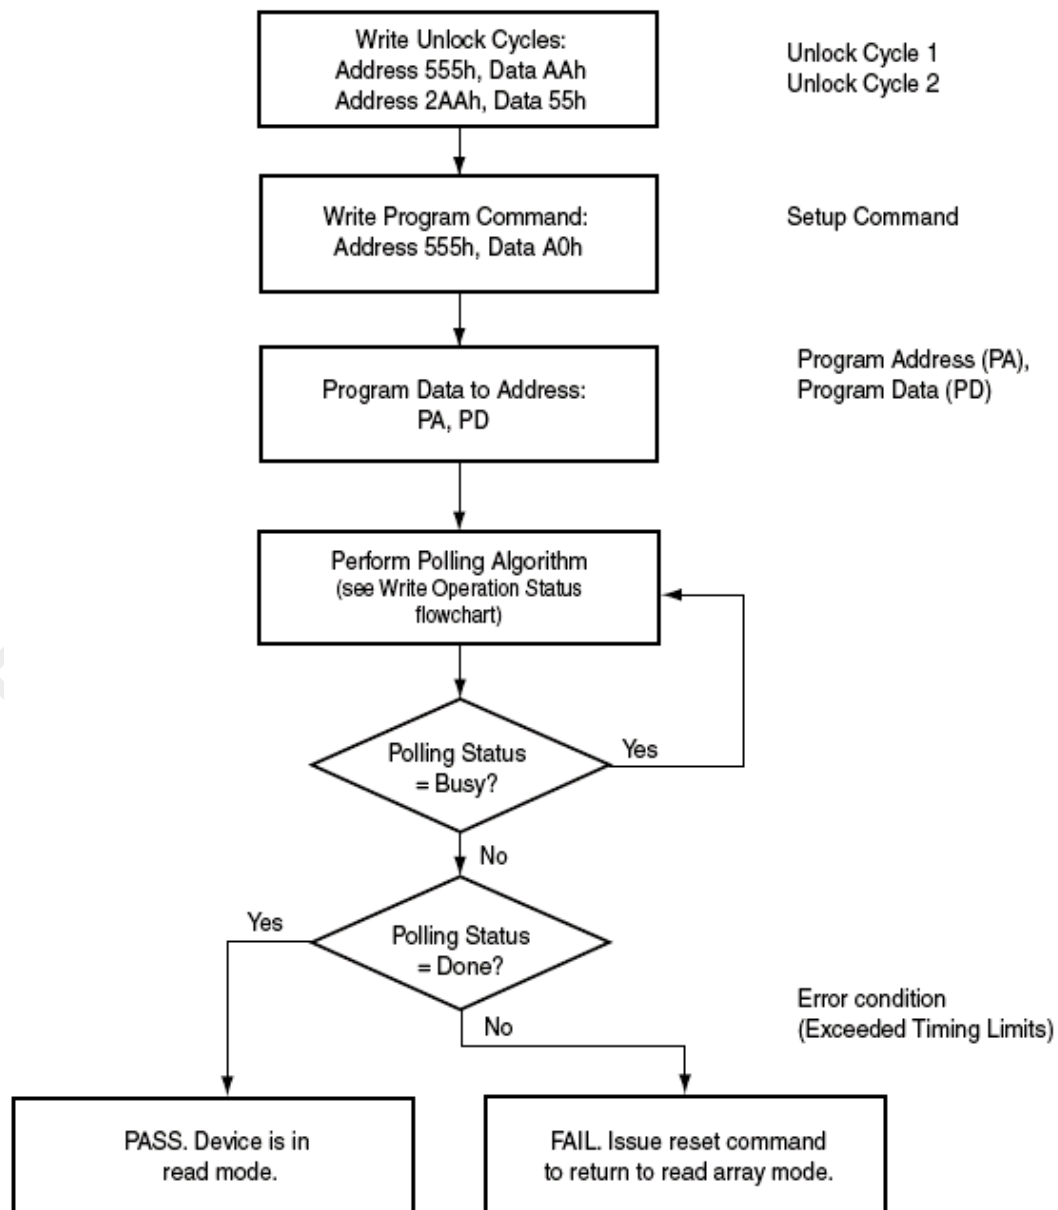 Write Unlock Cycles:
Address 555h, Data AAh
Address 2AAh, Data 55h
Unlock Cycle 1
Unlock Cycle 2
Write Program Command:
Address 555h, Data A0h
Setup Command
Program Data to Address:
PA, PD
Program Address (PA),
Program Data (PD)
Perform Polling Algorithm
(see Write Operation Status
flowchart)
Polling Status
= Busy?
Yes
No
Polling Status
= Done?
Yes
No
Error condition
(Exceeded Timing Limits)
PASS. Device is in
read mode.
FAIL. Issue reset command
to return to read array mode.